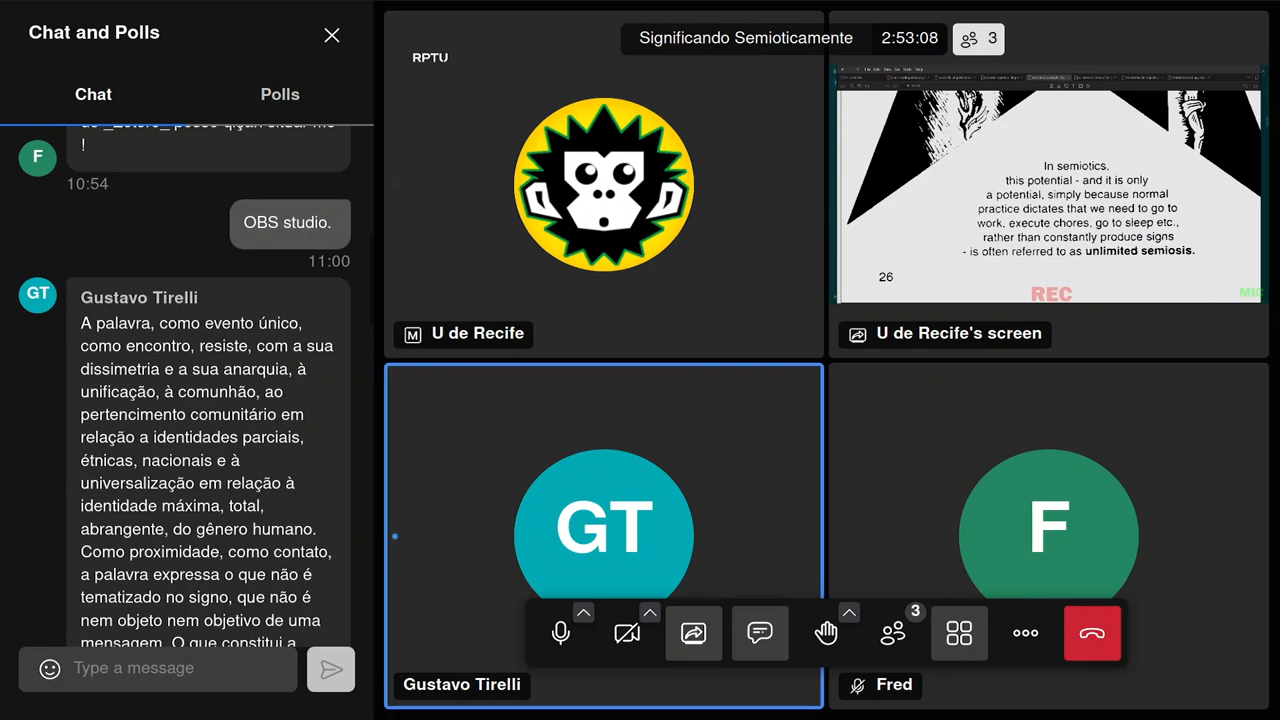 Chat and Polls
Chat
Polls
!
F
10:54
OBS studio.
11:00
GT
Gustavo Tirelli
A palavra, como evento único,
como encontro, resiste, com a sua
dissimetria e a sua anarquia, à
unificação, à comunhão, ao
pertencimento comunitário em
relação a identidades parciais,
étnicas, nacionais e à
universalização em relação à
identidade máxima, total,
abrangente, do gênero humano.
Como proximidade, como contato,
a palavra expressa o que não é
tematizado no signo, que não é
nem objeto nem objetivo de uma
mensagem. O que constitui a
Type a message
Significando Semioticamente
2:53:08
3
RPTU
M
U de Recife
In semiotics,
this potential - and it is only
a potential, simply because normal
practice dictates that we need to go to
work, execute chores, go to sleep etc.,
rather than constantly produce signs
- is often referred to as unlimited semiosis.
26
REC
MIC
U de Recife's screen
GT
Gustavo Tirelli
F
Fred
3